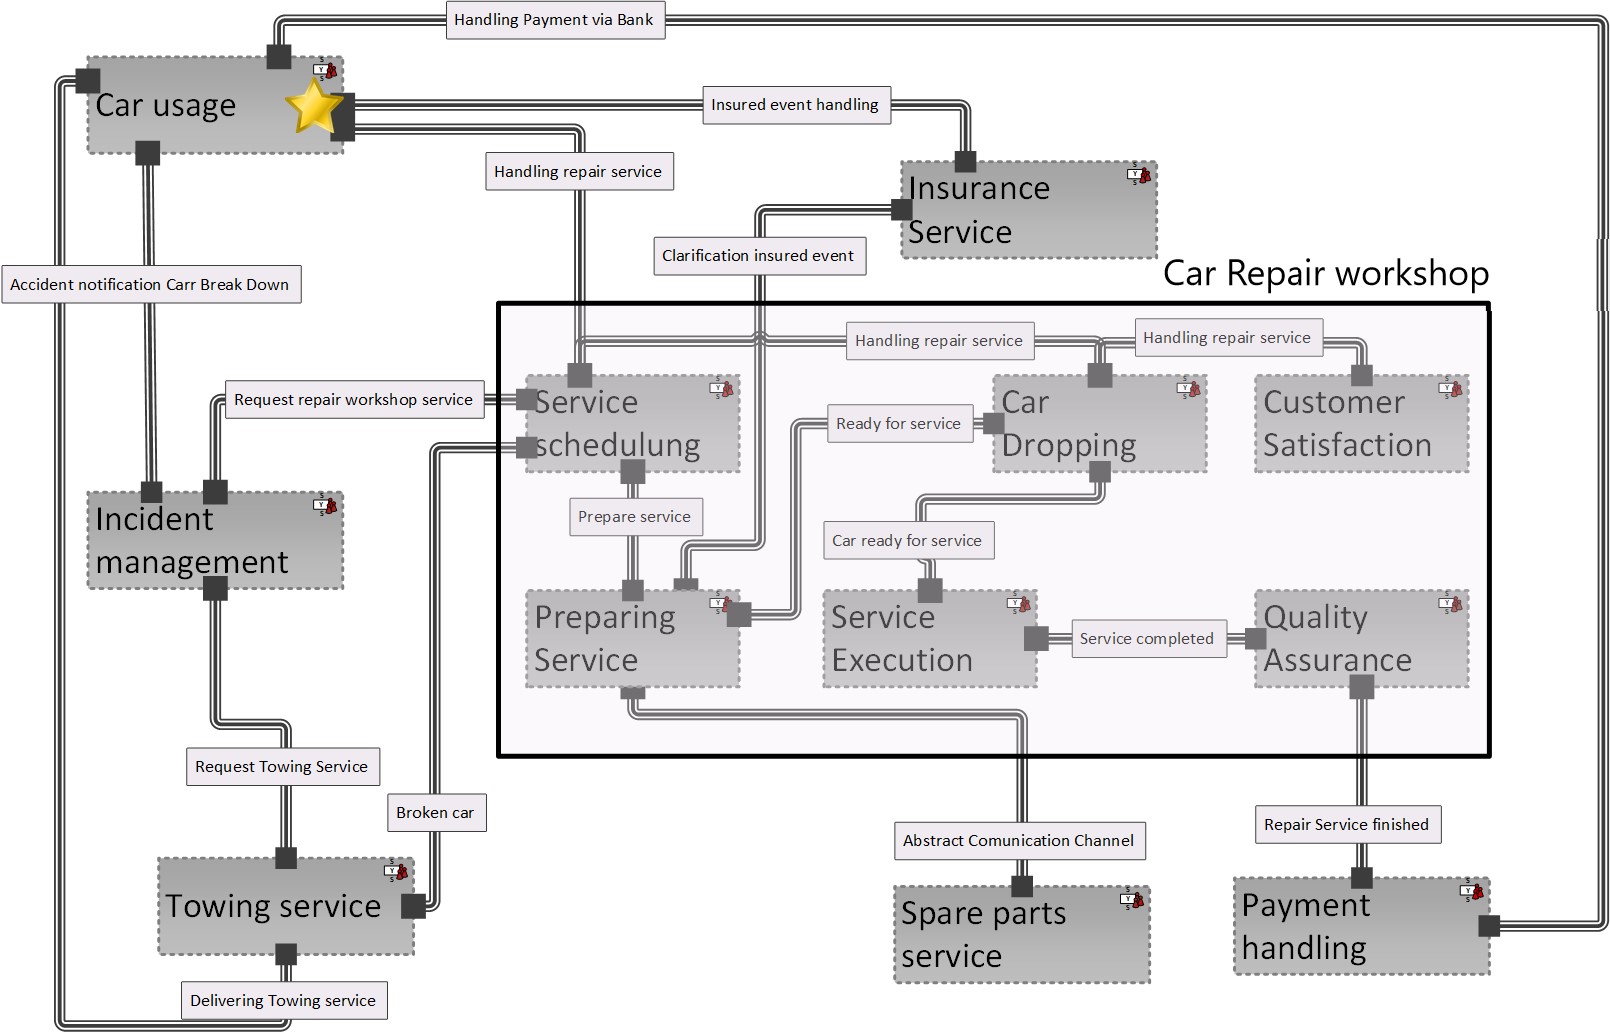 Handling Payment via Bank
Car usage
Insured event handling
Handling repair service
Insurance
Service
Clarification insured event
Car Repair workshop
Accident notification Carr Break Down
Handling repair service
Handling repair service
Request repair workshop service
Service
schedulung
Car
Dropping
Customer
Satisfaction
Ready for service
Incident
management
Prepare service
Car ready for service
Preparing
Service
Service
Execution
Service completed
Quality
Assurance
Request Towing Service
Broken car
Abstract Comunication Channel
Repair Service finished
Towing service
Spare parts
service
Payment
handling
Delivering Towing service